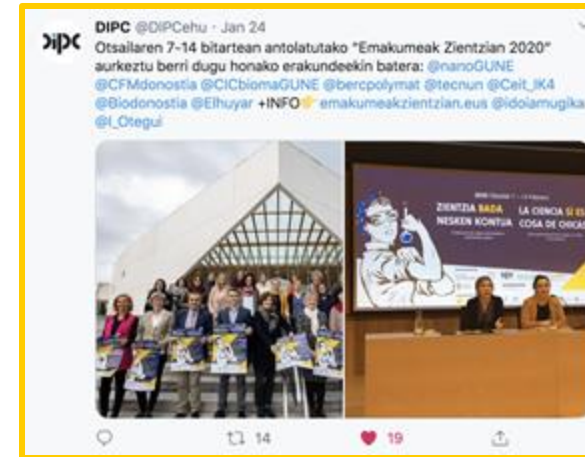 DIPC @DIPCehu · Jan 24
Otsailaren 7-14 bitartean antolatutako "Emakumeak Zientzian 2020"
aurkeztu berri dugu honako erakundeekin batera: @nanoGUNE
@CFMdonostia @CICbiomaGUNE @bercpolymat @tecnun @Ceit_IK4
@Biodonostia @Elhuyar +INFO👉 emakumeakzientzian.eus @idoiamugika
@I_Otegui
dipc
ZIENTZIA BADA
NESKEN KONTUA
LA CIENCIA SÍ ES
COSA DE CHICAS
14
19